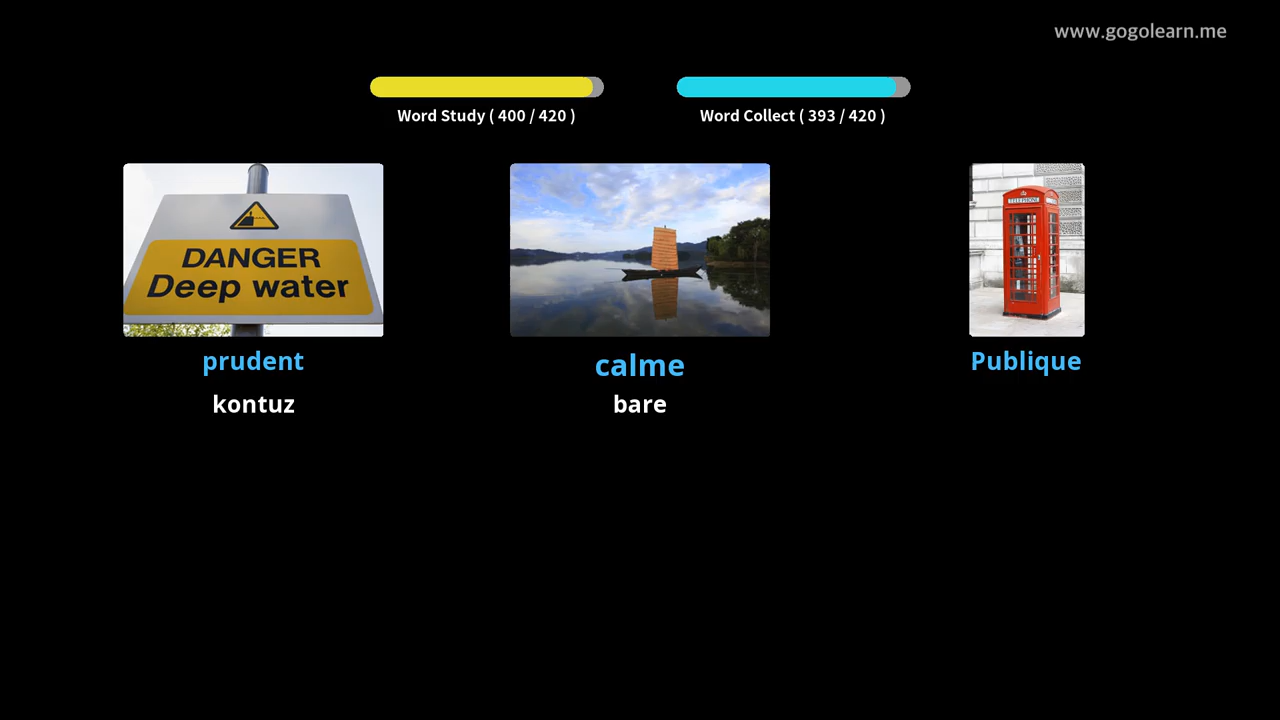 www.gogolearn.me
Word Study ( 400 / 420 )
Word Collect ( 393 / 420 )
DANGER
Deep water
TELEPHONE
prudent
calme
Publique
kontuz
bare